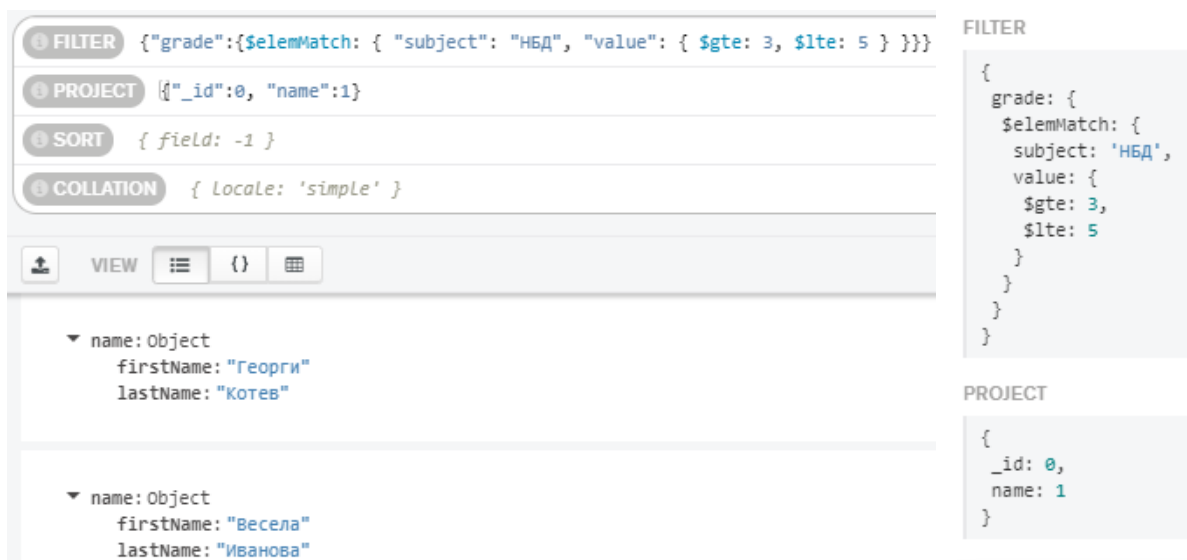 FILTER {"grade":{$elemMatch: { "subject": "НБД", "value": { $gte: 3, $lte: 5 } }}}
PROJECT {"_id":0, "name":1}
SORT { field: -1 }
COLLATION { locale: 'simple' }
VIEW {}
name: Object
firstName: "Георги"
lastName: "Котев"
name: Object
firstName: "Весела"
lastName: "Иванова"
FILTER
{
grade: {
$elemMatch: {
subject: 'НБД',
value: {
$gte: 3,
$lte: 5
}
}
}
}
PROJECT
{
_id: 0,
name: 1
}